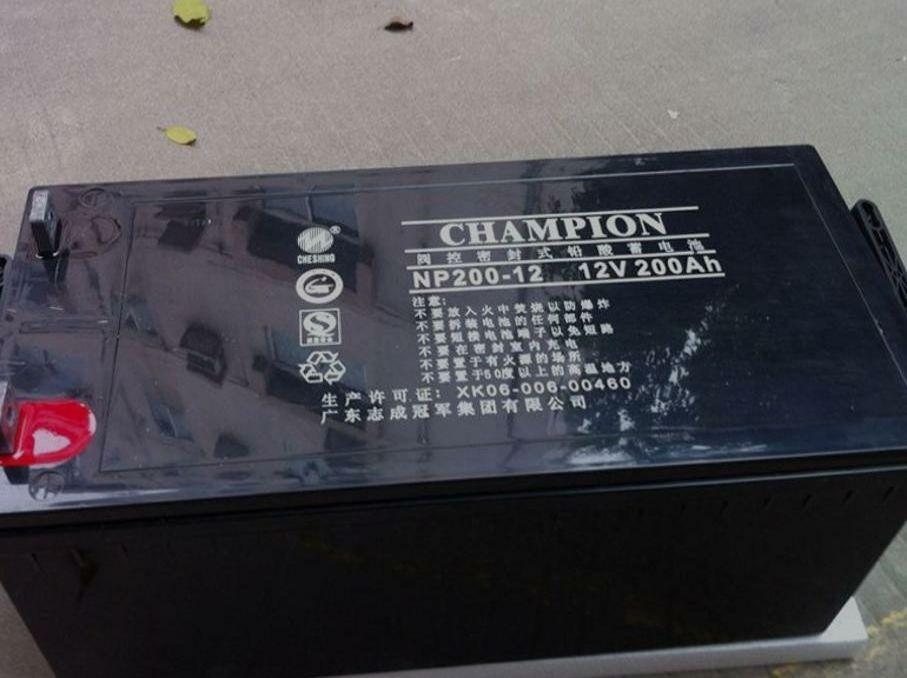 CHAMPION
阀控密封式铅酸蓄电池
NP200-12 12V 200Ah
®
CHESHING
注意:
不要放入火中焚烧以防爆炸
不要拆装电池的任何部件
不要短接电池端子以免短路
不要在密封室内充电
不要置于有火源的场所
不要置于50度以上的高温地方
生产许可证: XK06-006-00460
广东志成冠军集团有限公司